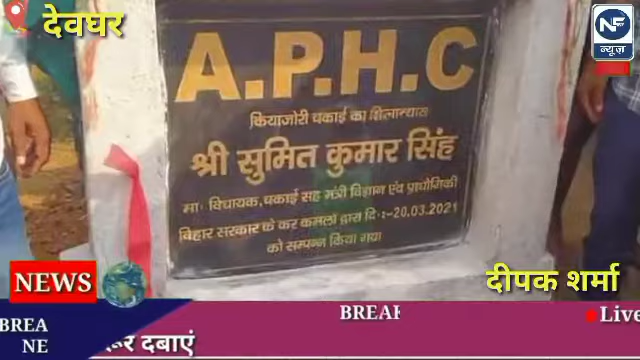 देवघर
NF
न्यूज़
A.P.H.C
कियाजोरी चकाई का शिलान्यास
श्री सुमित कुमार सिंह
मा॰ विधायक, चकाई सह मंत्री विज्ञान एंव प्राधौगिकी
बिहार सरकार के कर कमलों द्वारा दि॰:-20.03.2021
को सम्पन्न किया गया
दीपक शर्मा
NEWS
BREA
Live
BREA
NE
दबाएं